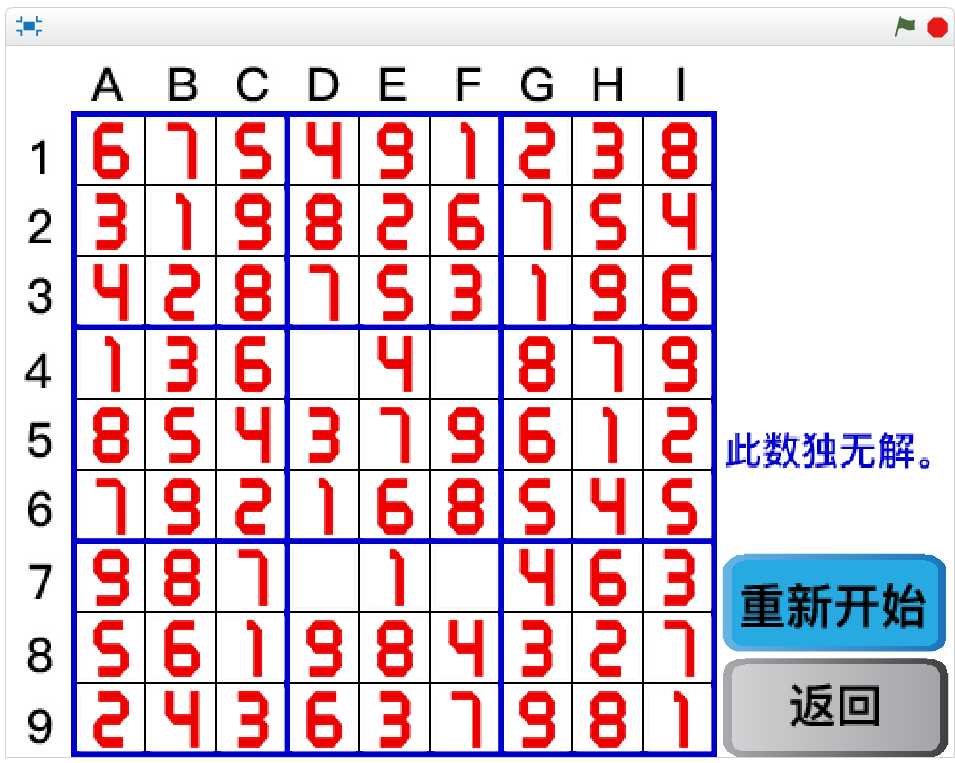 A B C D E F G H I
1 6 7 5 4 9 1 2 3 8
2 3 1 9 8 2 6 7 5 4
3 4 2 8 7 5 3 1 9 6
4 1 3 6 4 8 7 9
5 8 5 4 3 7 9 6 1 2
6 7 9 2 1 6 8 5 4 5
7 9 8 7 1 4 6 3
8 5 6 1 9 8 4 3 2 7
9 2 4 3 6 3 7 9 8 1
此数独无解。
重新开始
返回